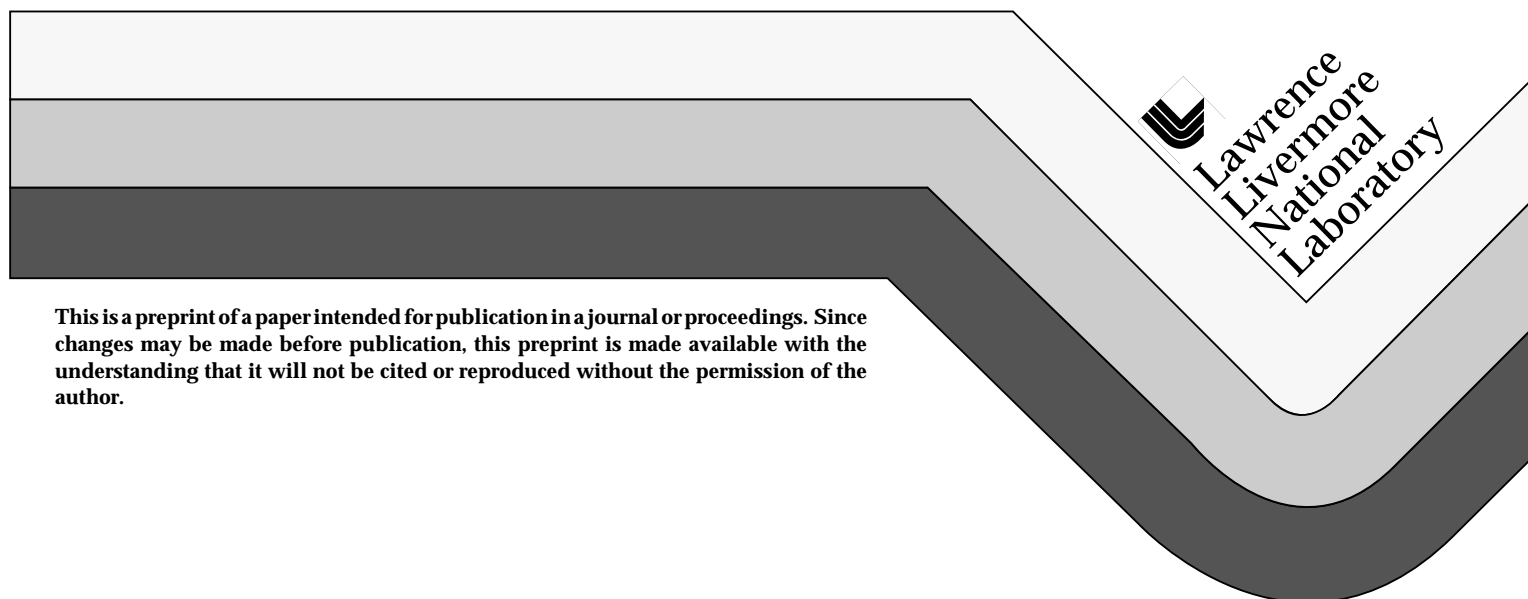 Lawrence
Livermore
National
Laboratory
This is a preprint of a paper intended for publication in a journal or proceedings. Since
changes may be made before publication, this preprint is made available with the
understanding that it will not be cited or reproduced without the permission of the
author.